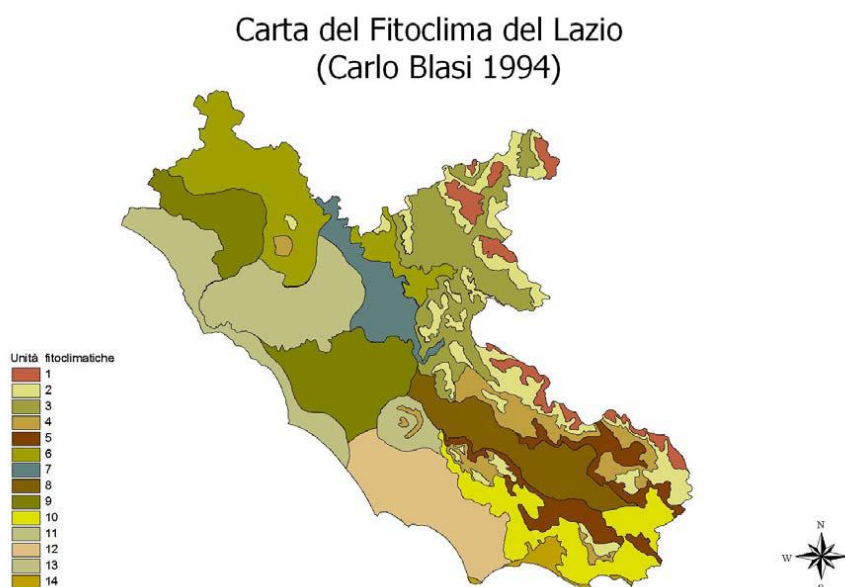 Carta del Fitoclima del Lazio
(Carlo Blasi 1994)
Unità fitoclimatiche
1
2
3
4
5
6
7
8
9
10
11
12
13
14
N
W E
S